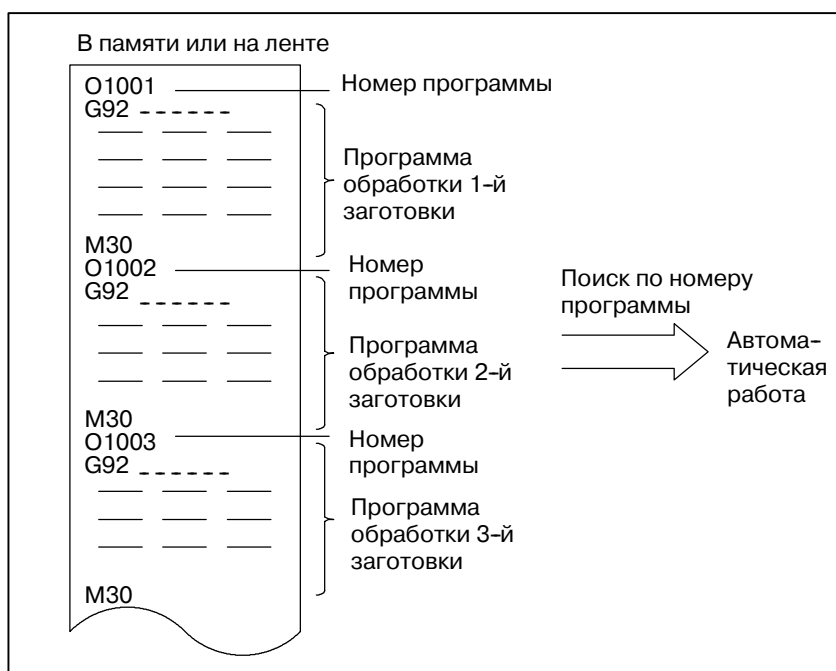 В памяти или на ленте
O1001
Номер программы
G92
Программа
обработки 1-й
заготовки
M30
O1002
Номер
программы
G92
Программа
обработки 2-й
заготовки
M30
O1003
Номер
программы
G92
Программа
обработки 3-й
заготовки
M30
Поиск по номеру
программы
Автома-
тическая
работа